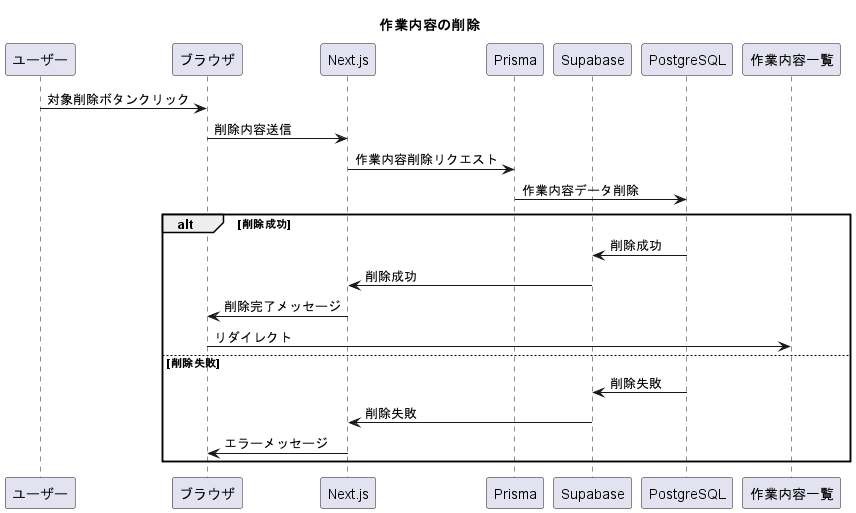 作業内容の削除
ユーザー ブラウザ Next.js Prisma Supabase PostgreSQL 作業内容一覧
対象削除ボタンクリック
削除内容送信
作業内容削除リクエスト
作業内容データ削除
alt [削除成功]
削除成功
削除成功
削除完了メッセージ
リダイレクト
[削除失敗]
削除失敗
削除失敗
エラーメッセージ
ユーザー ブラウザ Next.js Prisma Supabase PostgreSQL 作業内容一覧